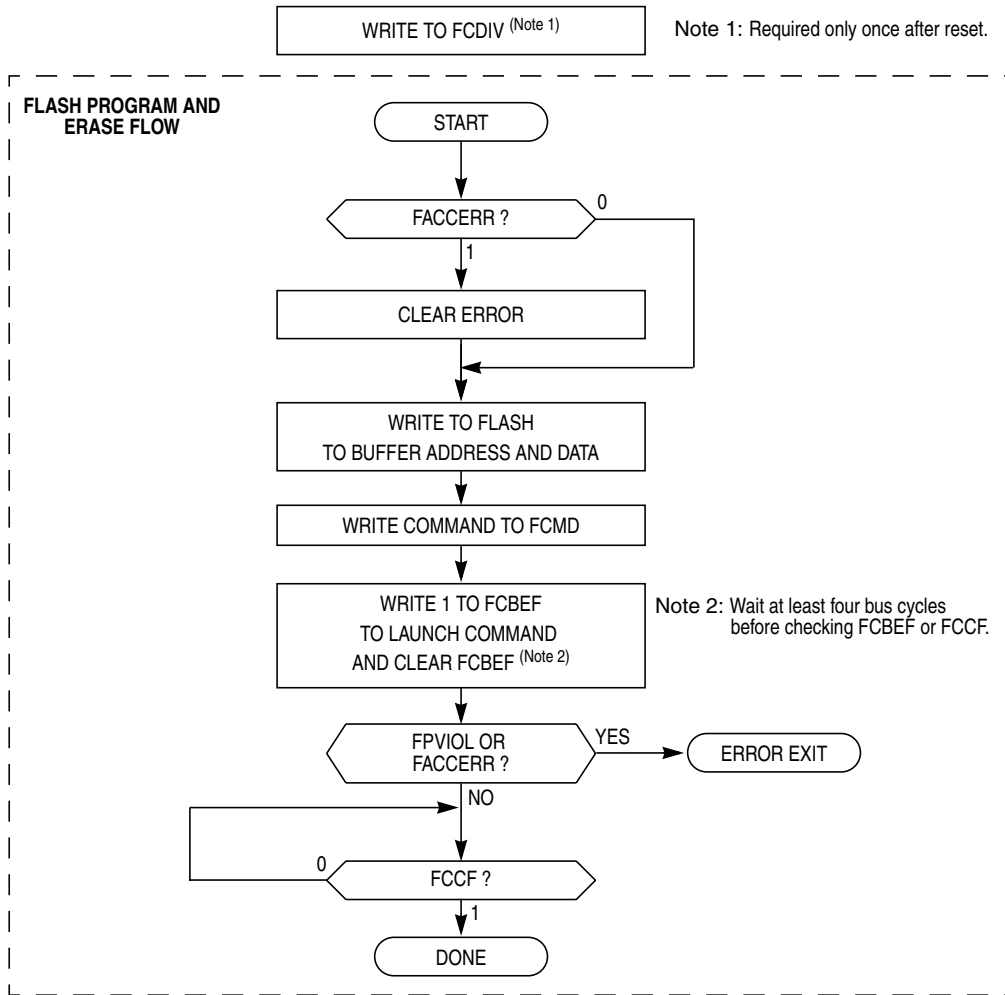 WRITE TO FCDIV (Note 1)
Note 1: Required only once after reset.
FLASH PROGRAM AND
ERASE FLOW
START
FACCERR ?
0
1
CLEAR ERROR
WRITE TO FLASH
TO BUFFER ADDRESS AND DATA
WRITE COMMAND TO FCMD
WRITE 1 TO FCBEF
TO LAUNCH COMMAND
AND CLEAR FCBEF (Note 2)
Note 2: Wait at least four bus cycles
before checking FCBEF or FCCF.
FPVIOL OR
FACCERR ?
YES
ERROR EXIT
NO
0
FCCF ?
1
DONE